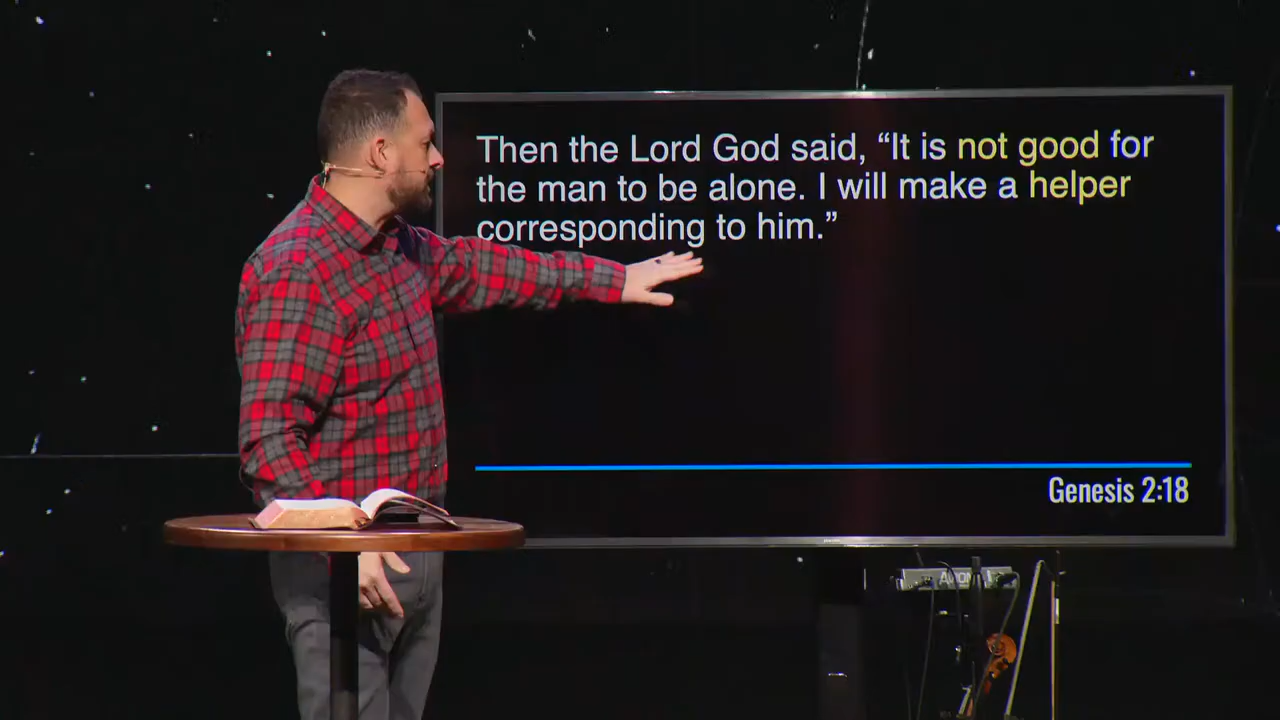 Then the Lord God said, “It is not good for
the man to be alone. I will make a helper
corresponding to him.”
Genesis 2:18